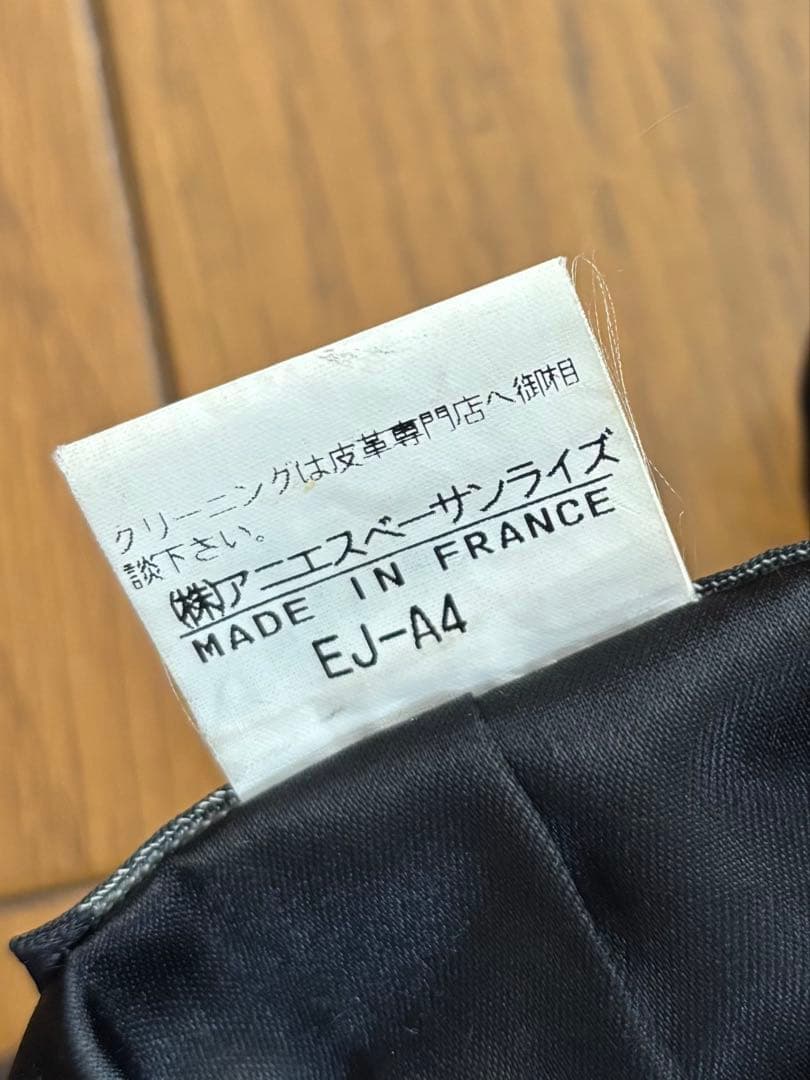 クリーニングは皮革専門店へ御相
談下さい。
(株)アニエスベーサンライズ
MADE IN FRANCE
EJ-A4